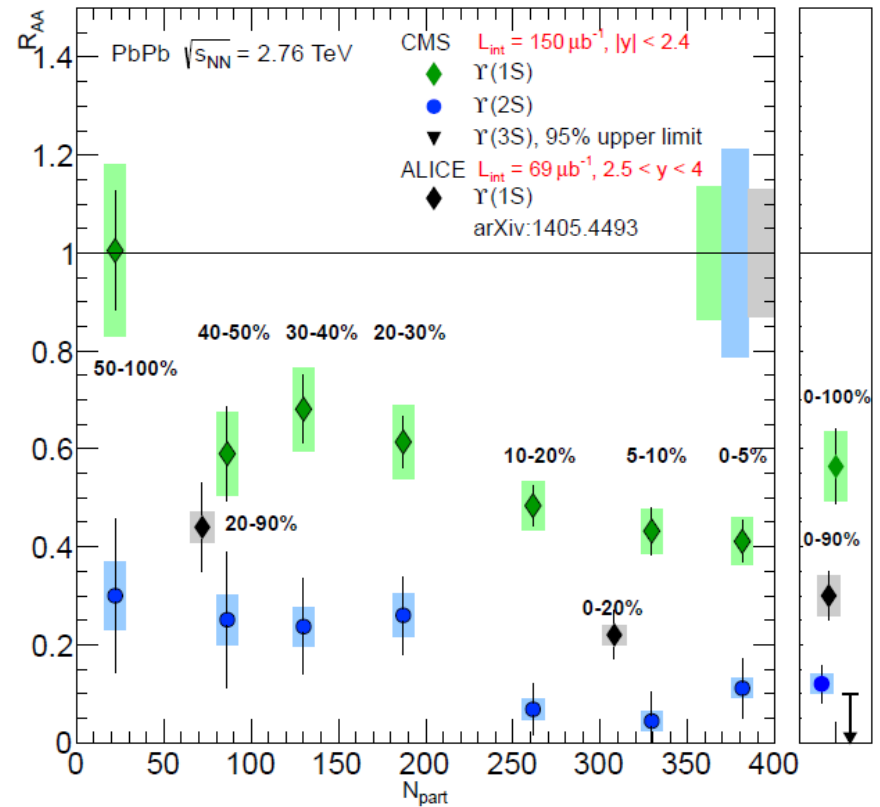 R_AA
PbPb √s_NN = 2.76 TeV
CMS L_int = 150 μb⁻¹, |y| < 2.4
ϒ(1S)
ϒ(2S)
ϒ(3S), 95% upper limit
ALICE L_int = 69 μb⁻¹, 2.5 < y < 4
ϒ(1S)
arXiv:1405.4493
1.4
1.2
1
0.8
0.6
0.4
0.2
0
50-100%
40-50%
30-40%
20-30%
20-90%
10-20%
5-10%
0-5%
0-20%
0-100%
0-90%
0 50 100 150 200 250 300 350 400
N_part